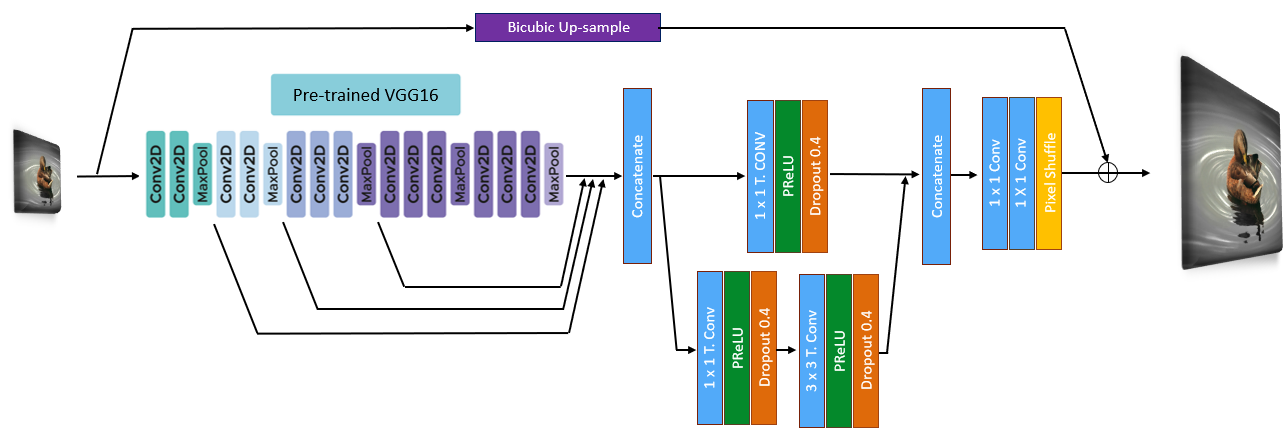 Bicubic Up-sample
Pre-trained VGG16
Conv2D
Conv2D
MaxPool
Conv2D
Conv2D
MaxPool
Conv2D
Conv2D
Conv2D
MaxPool
Conv2D
Conv2D
Conv2D
MaxPool
Conv2D
Conv2D
Conv2D
MaxPool
Concatenate
1 x 1 T. CONV
PReLU
Dropout 0.4
1 x 1 T. Conv
PReLU
Dropout 0.4
3 x 3 T. Conv
PReLU
Dropout 0.4
Concatenate
1 x 1 Conv
1 X 1 Conv
Pixel Shuffle